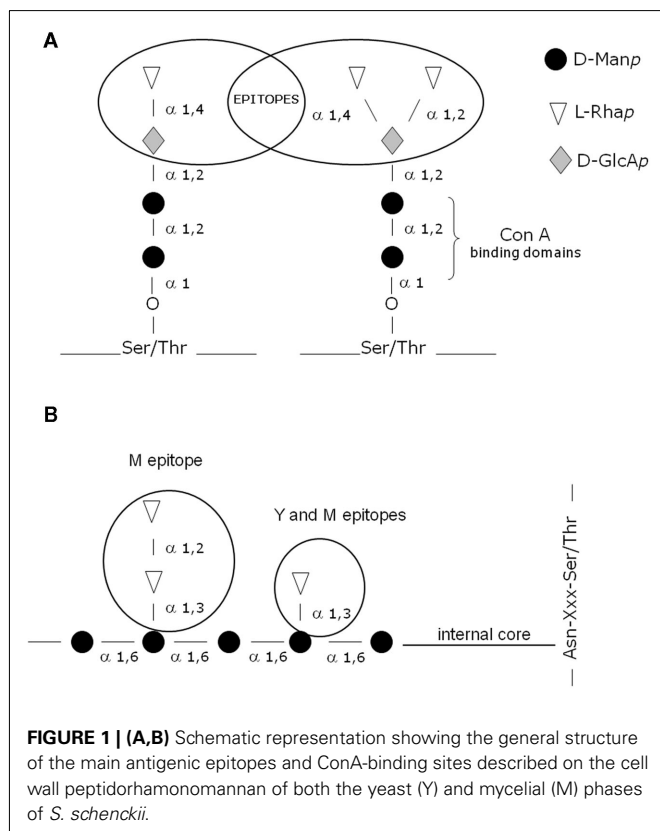 A
D-Manp
EPITOPES
L-Rhap
α 1,4
α 1,4
α 1,2
D-GlcAp
α 1,2
α 1,2
α 1,2
α 1,2
Con A
binding domains
α 1
α 1
O
O
Ser/Thr
Ser/Thr
B
M epitope
Y and M epitopes
α 1,2
α 1,3
α 1,3
internal core
α 1,6
α 1,6
α 1,6
α 1,6
Asn-Xxx-Ser/Thr
FIGURE 1 | (A,B) Schematic representation showing the general structure
of the main antigenic epitopes and ConA-binding sites described on the cell
wall peptidorhamonomannan of both the yeast (Y) and mycelial (M) phases
of S. schenckii.